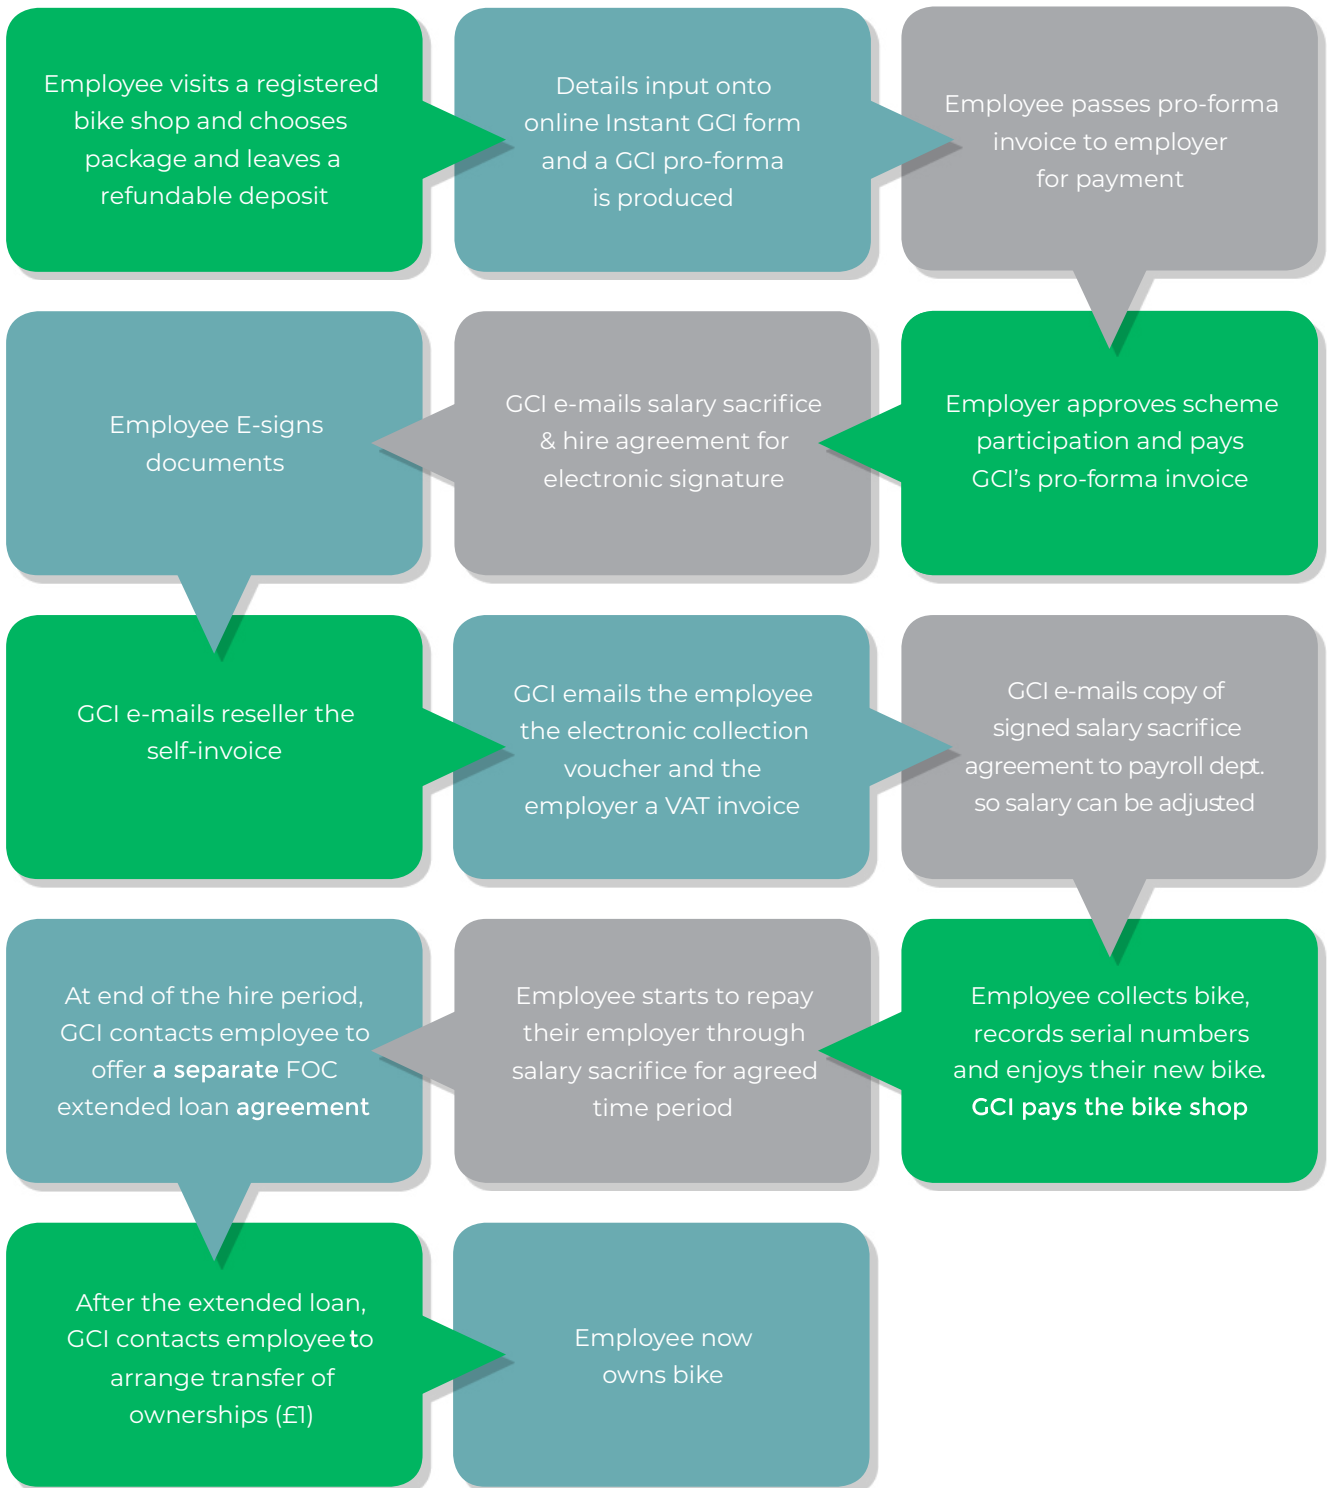 Employee visits a registered
bike shop and chooses
package and leaves a
refundable deposit
Details input onto
online Instant GCI form
and a GCI pro-forma
is produced
Employee passes pro-forma
invoice to employer
for payment
Employer approves scheme
participation and pays
GCI’s pro-forma invoice
GCI e-mails salary sacrifice
& hire agreement for
electronic signature
Employee E-signs
documents
GCI e-mails reseller the
self-invoice
GCI emails the employee
the electronic collection
voucher and the
employer a VAT invoice
GCI e-mails copy of
signed salary sacrifice
agreement to payroll dept.
so salary can be adjusted
Employee collects bike,
records serial numbers
and enjoys their new bike.
GCI pays the bike shop
Employee starts to repay
their employer through
salary sacrifice for agreed
time period
At end of the hire period,
GCI contacts employee to
offer a separate FOC
extended loan agreement
After the extended loan,
GCI contacts employee to
arrange transfer of
ownerships (£1)
Employee now
owns bike